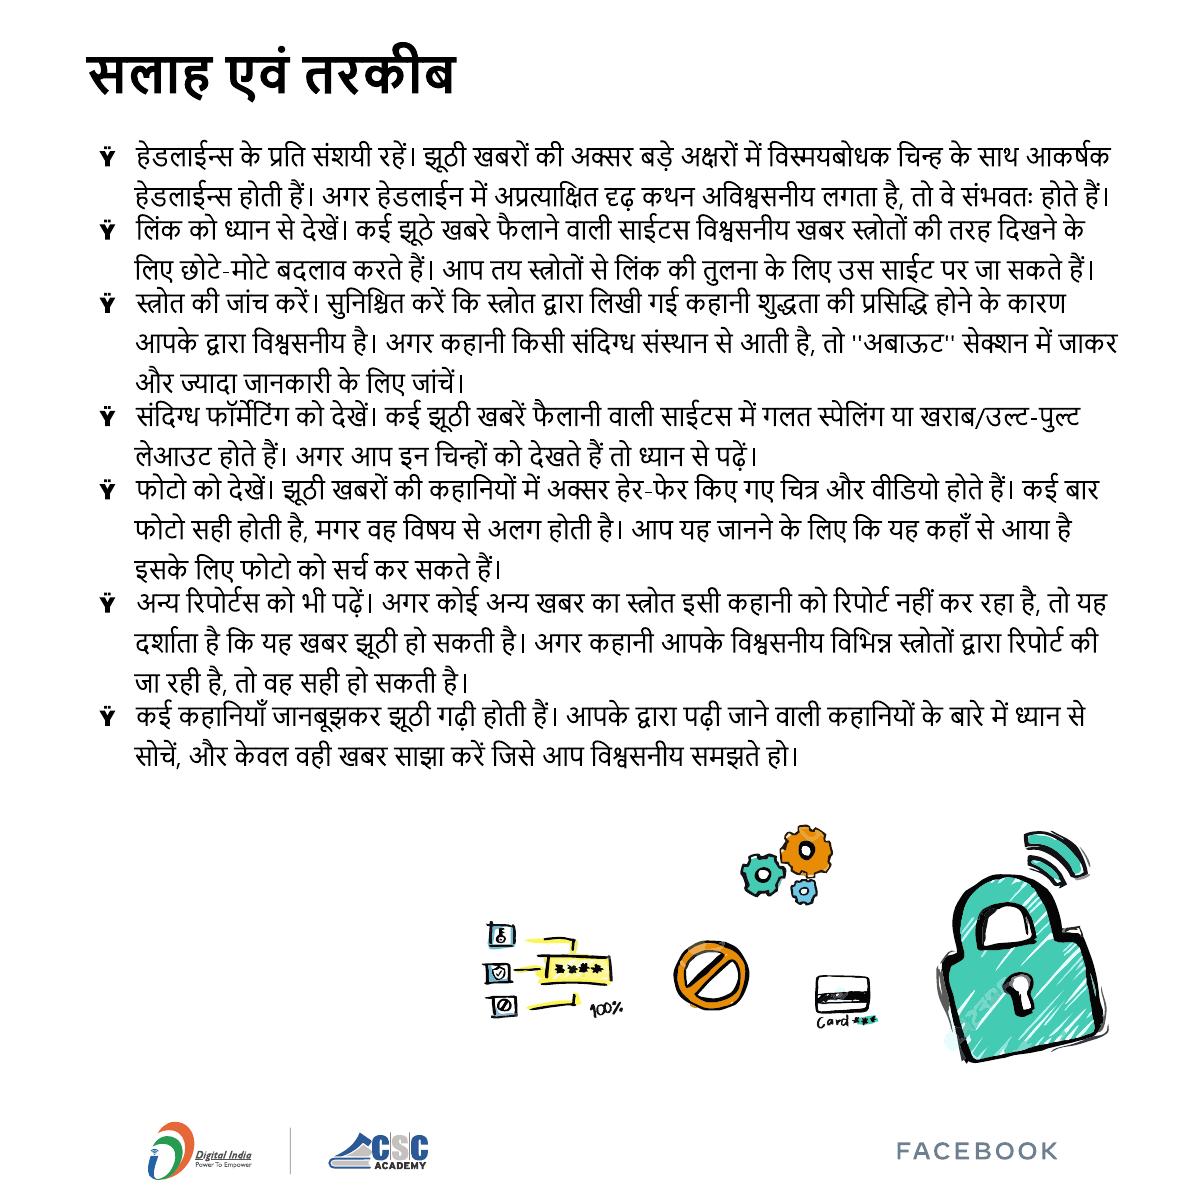 सलाह एवं तरकीब
Ÿ हेडलाईन्स के प्रति संशयी रहें। झूठी खबरों की अक्सर बड़े अक्षरों में विस्मयबोधक चिन्ह के साथ आकर्षक
हेडलाईन्स होती हैं। अगर हेडलाईन में अप्रत्याक्षित दृढ़ कथन अविश्वसनीय लगता है, तो वे संभवतः होते हैं।
Ÿ लिंक को ध्यान से देखें। कई झूठे खबरे फैलाने वाली साईटस विश्वसनीय खबर स्त्रोतों की तरह दिखने के
लिए छोटे-मोटे बदलाव करते हैं। आप तय स्त्रोतों से लिंक की तुलना के लिए उस साईट पर जा सकते हैं।
Ÿ स्त्रोत की जांच करें। सुनिश्चित करें कि स्त्रोत द्वारा लिखी गई कहानी शुद्धता की प्रसिद्धि होने के कारण
आपके द्वारा विश्वसनीय है। अगर कहानी किसी संदिग्ध संस्थान से आती है, तो ''अबाऊट'' सेक्शन में जाकर
और ज्यादा जानकारी के लिए जांचें।
Ÿ संदिग्ध फॉर्मेटिंग को देखें। कई झूठी खबरें फैलानी वाली साईटस में गलत स्पेलिंग या खराब/उल्ट-पुल्ट
लेआउट होते हैं। अगर आप इन चिन्हों को देखते हैं तो ध्यान से पढ़ें।
Ÿ फोटो को देखें। झूठी खबरों की कहानियों में अक्सर हेर-फेर किए गए चित्र और वीडियो होते हैं। कई बार
फोटो सही होती है, मगर वह विषय से अलग होती है। आप यह जानने के लिए कि यह कहाँ से आया है
इसके लिए फोटो को सर्च कर सकते हैं।
Ÿ अन्य रिपोर्टस को भी पढ़ें। अगर कोई अन्य खबर का स्त्रोत इसी कहानी को रिपोर्ट नहीं कर रहा है, तो यह
दर्शाता है कि यह खबर झूठी हो सकती है। अगर कहानी आपके विश्वसनीय विभिन्न स्त्रोतों द्वारा रिपोर्ट की
जा रही है, तो वह सही हो सकती है।
Ÿ कई कहानियाँ जानबूझकर झूठी गढ़ी होती हैं। आपके द्वारा पढ़ी जाने वाली कहानियों के बारे में ध्यान से
सोचें, और केवल वही खबर साझा करें जिसे आप विश्वसनीय समझते हो।
****
100%
Card ***
Digital India
Power To Empower
CSC
ACADEMY
FACEBOOK